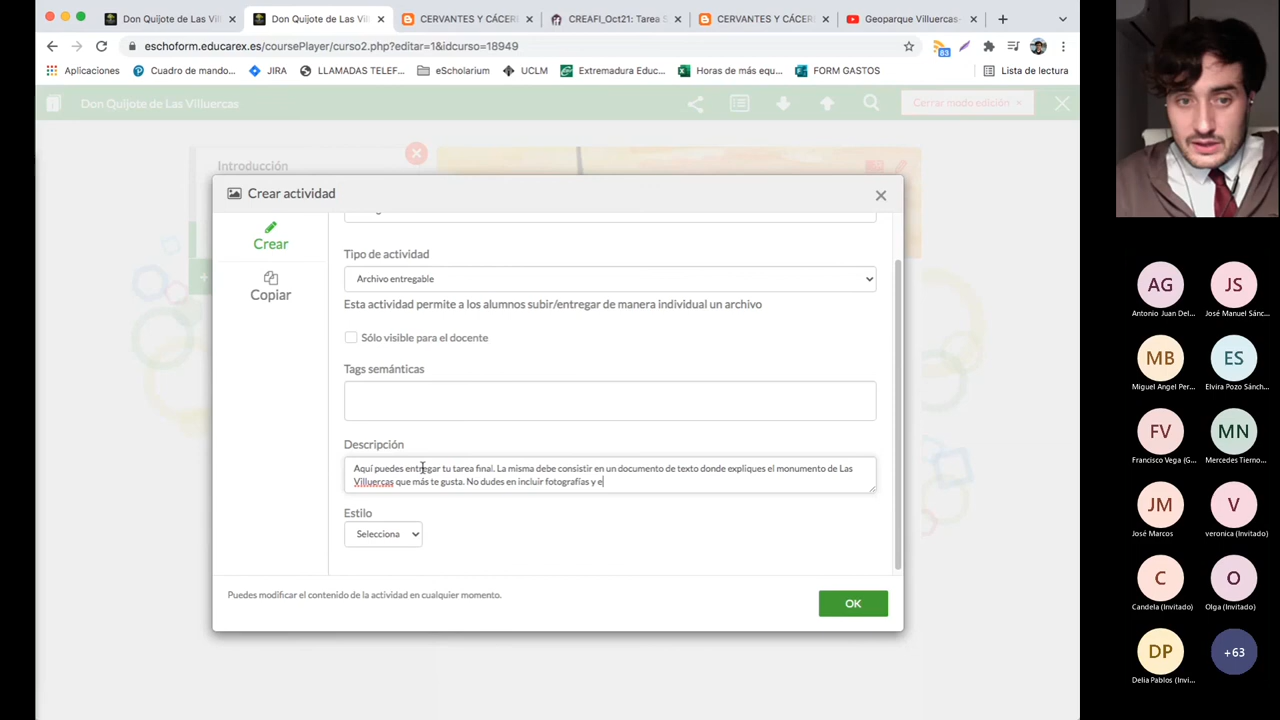 Don Quijote de Las Vi
Don Quijote de Las Vi
CERVANTES Y CÁCER
CREAFI_Oct21: Tarea S
CERVANTES Y CÁCER
Geoparque Villuercas-
eschoform.educarex.es/coursePlayer/curso2.php?editar=1&idcurso=18949
63
Aplicaciones
Cuadro de mando...
JIRA
LLAMADAS TELEF...
eScholarium
UCLM
Extremadura Educ...
Horas de más equ...
FORM GASTOS
Lista de lectura
Don Quijote de Las Villuercas
Cerrar modo edición
Introducción
Crear actividad
Crear
Copiar
Tipo de actividad
Archivo entregable
Esta actividad permite a los alumnos subir/entregar de manera individual un archivo
Sólo visible para el docente
Tags semánticas
Descripción
Aquí puedes entregar tu tarea final. La misma debe consistir en un documento de texto donde expliques el monumento de Las
Villuercas que más te gusta. No dudes en incluir fotografías y e
Estilo
Selecciona
Puedes modificar el contenido de la actividad en cualquier momento.
OK
AG
Antonio Juan Del...
JS
José Manuel Sánc...
MB
Miguel Angel Per...
ES
Elvira Pozo Sánch...
FV
Francisco Vega (G...
MN
Mercedes Tierno...
JM
José Marcos
V
veronica (Invitado)
C
Candela (Invitado)
O
Olga (Invitado)
DP
Delia Pablos (Invi...
+63